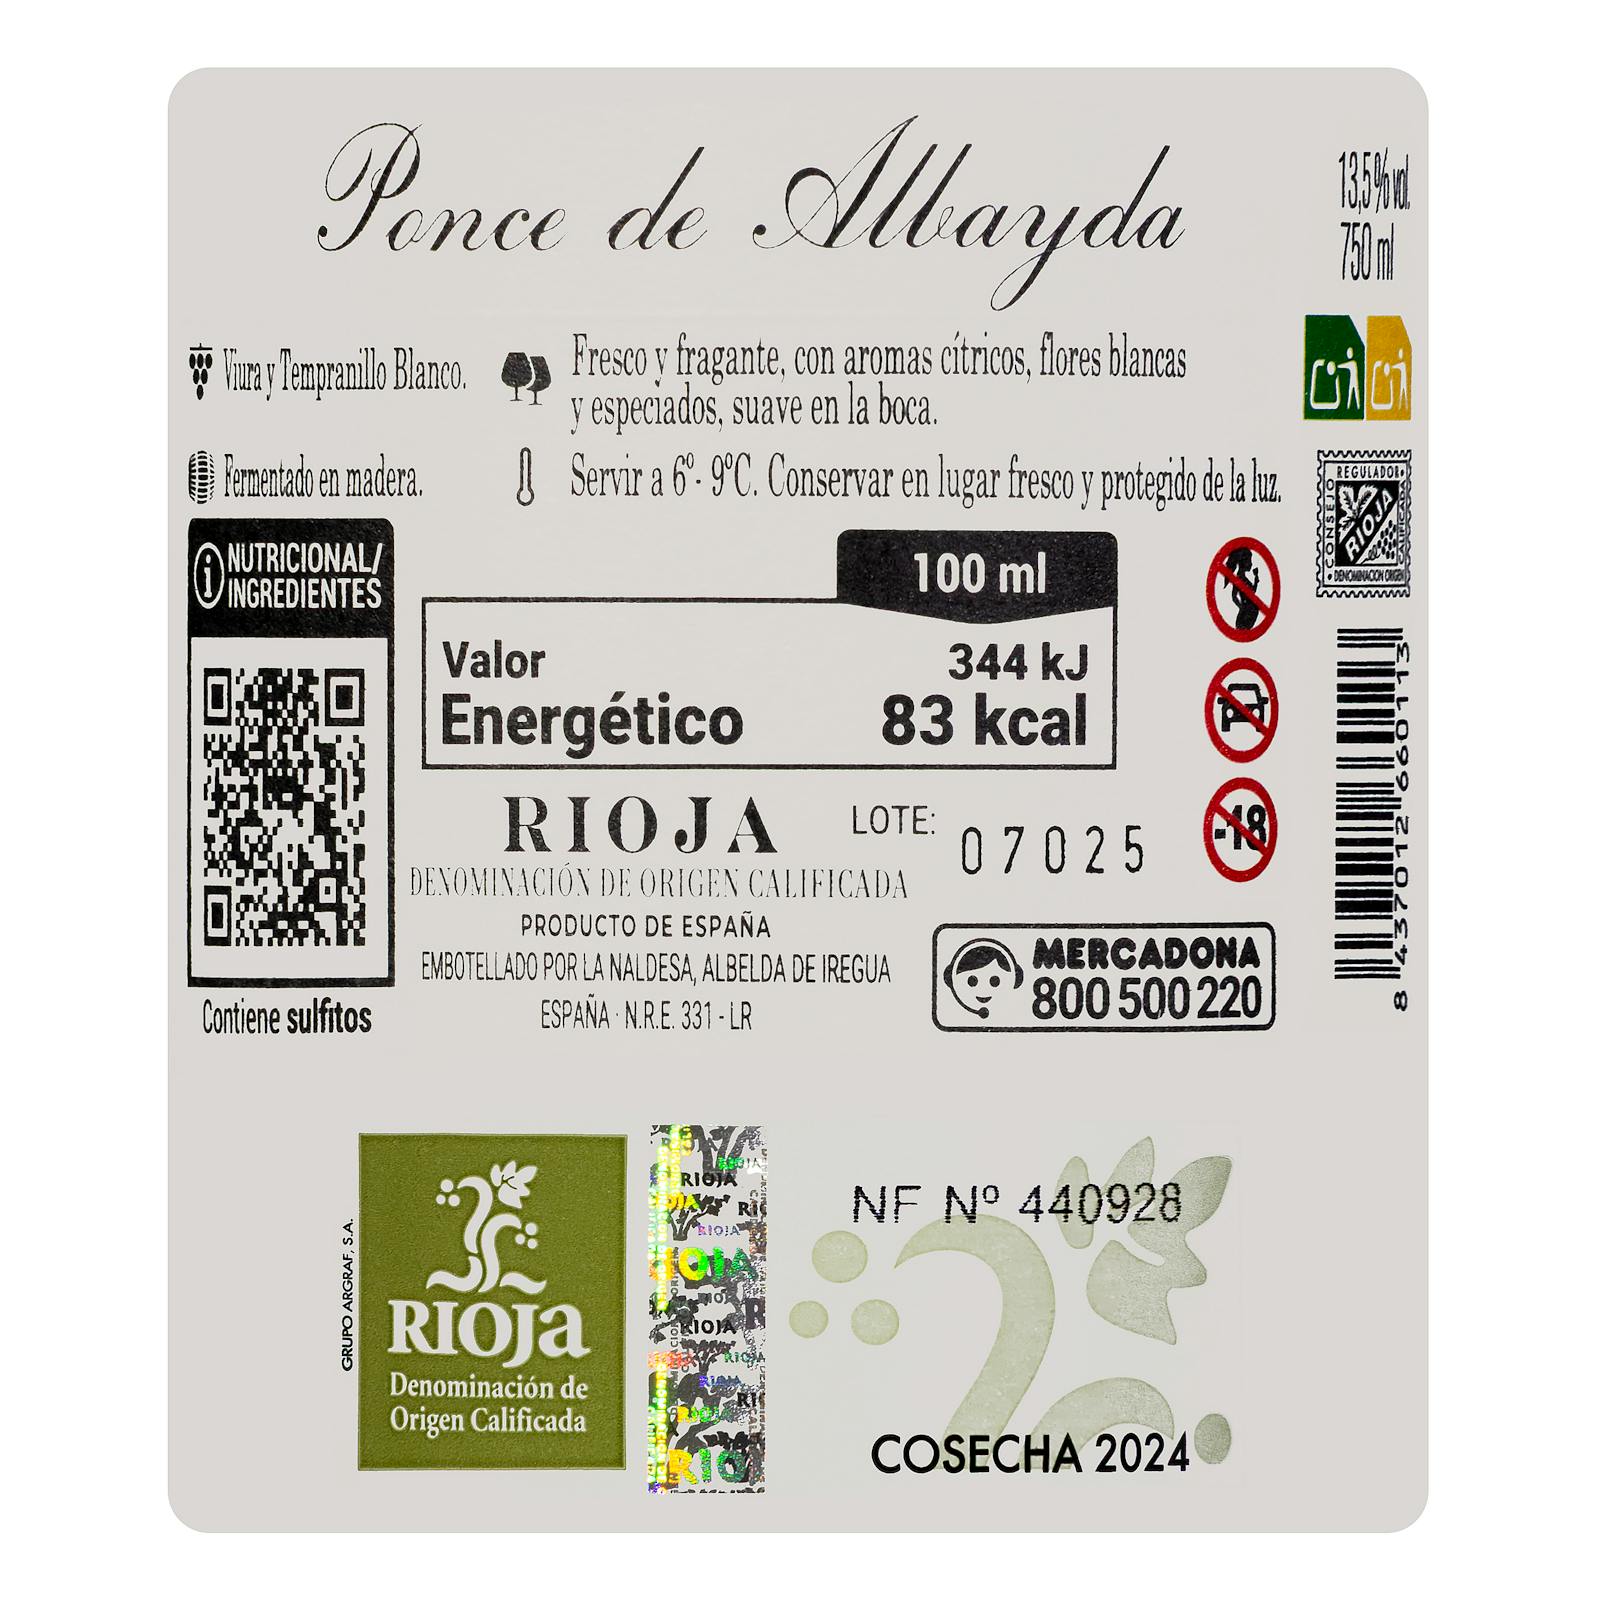 Ponce de Albayda
13,5% vol.
750 ml
Viura y Tempranillo Blanco.
Fresco y fragante, con aromas cítricos, flores blancas
y especiados, suave en la boca.
Fermentado en madera.
Servir a 6º- 9ºC. Conservar en lugar fresco y protegido de la luz.
CONSEJO REGULADOR
RIOJA
DENOMINACIÓN ORIGEN CALIFICADA
i NUTRICIONAL/
INGREDIENTES
100 ml
Valor
Energético
344 kJ
83 kcal
-18
Contiene sulfitos
RIOJA
DENOMINACIÓN DE ORIGEN CALIFICADA
PRODUCTO DE ESPAÑA
EMBOTELLADO POR LA NALDESA, ALBELDA DE IREGUA
ESPAÑA · N.R.E. 331 - LR
LOTE: 07025
MERCADONA
800 500 220
8 437012 660113
GRUPO ARGRAF, S.A.
RIOJa
Denominación de
Origen Calificada
RIOJA
RIOJA
RIOJA
RIOJA
NF Nº 440928
COSECHA 2024